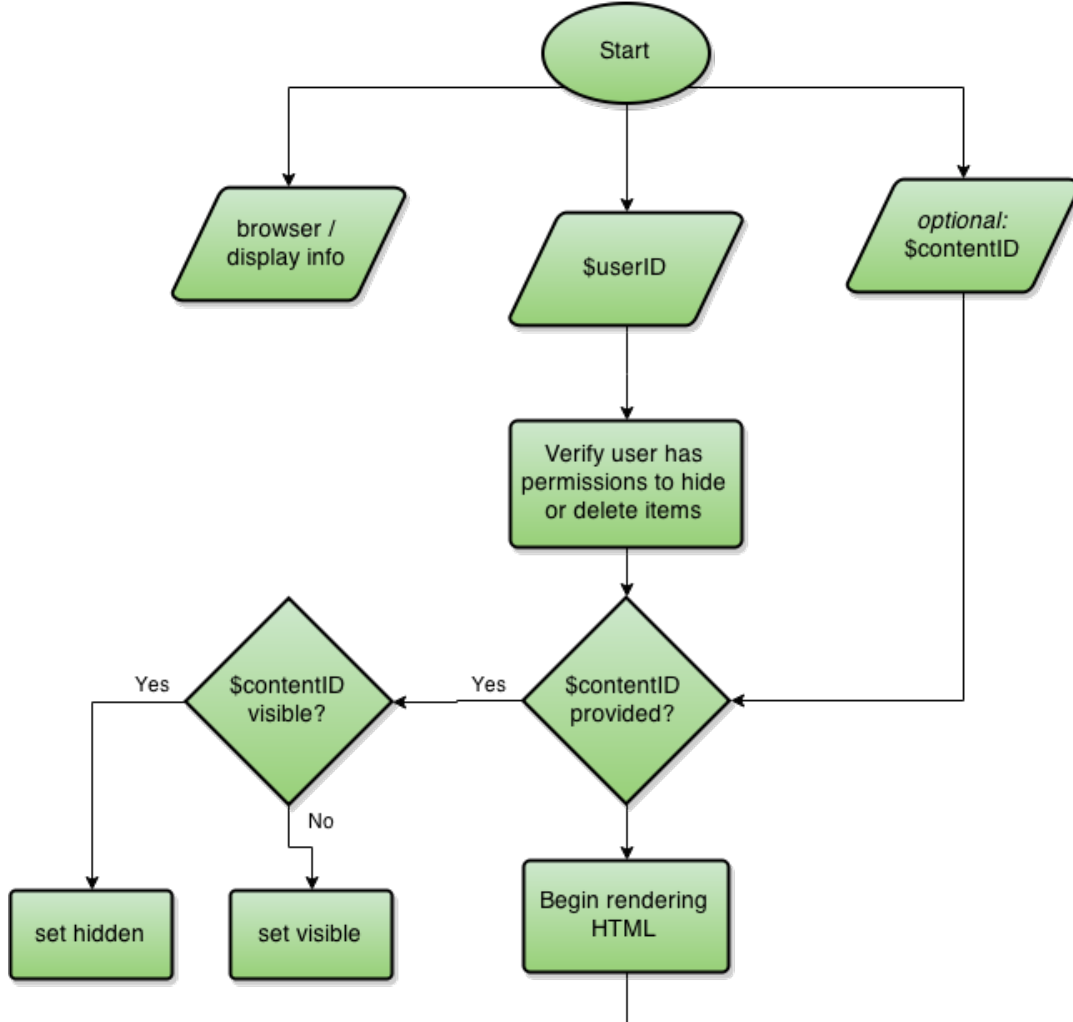 Start
browser /
display info
$userID
optional:
$contentID
Verify user has
permissions to hide
or delete items
Yes
$contentID
visible?
Yes
$contentID
provided?
No
set hidden
set visible
Begin rendering
HTML